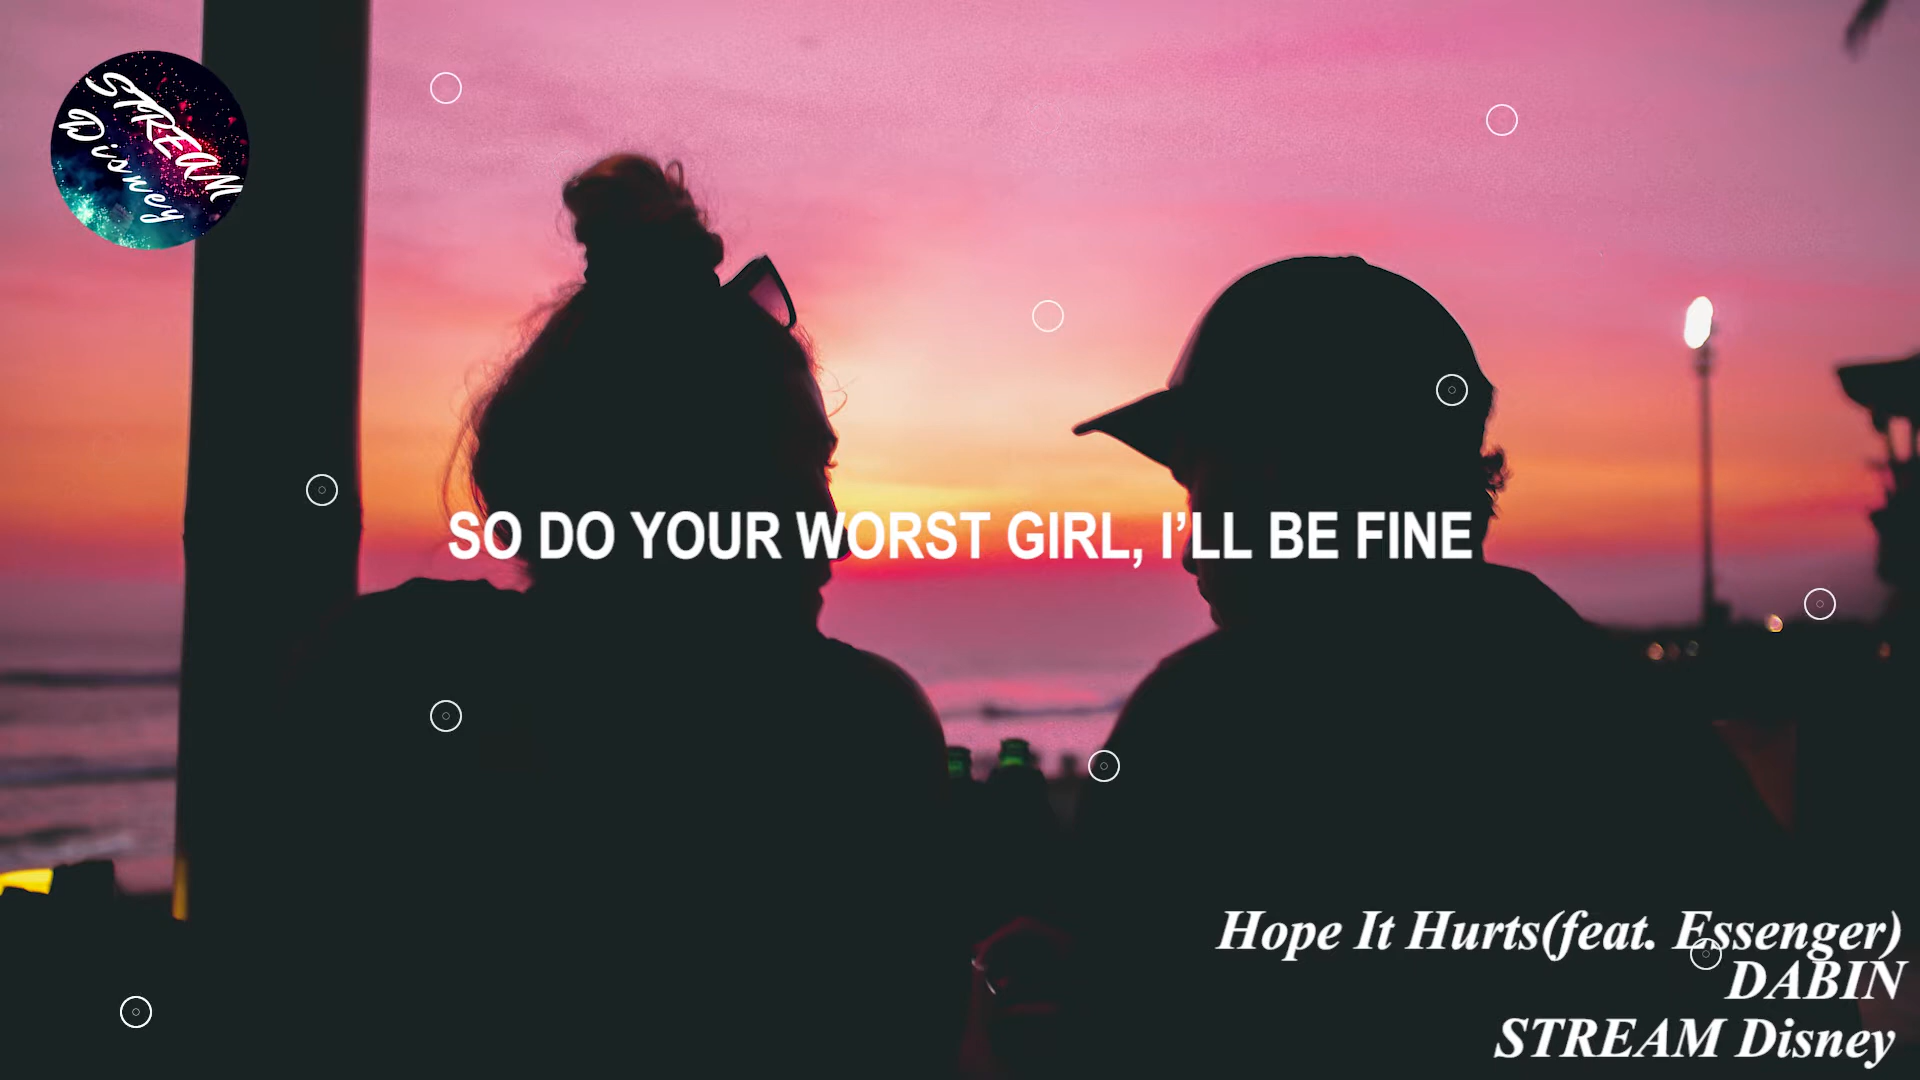 STREAM
Disney
SO DO YOUR WORST GIRL, I’LL BE FINE
Hope It Hurts(feat. Essenger)
DABIN
STREAM Disney